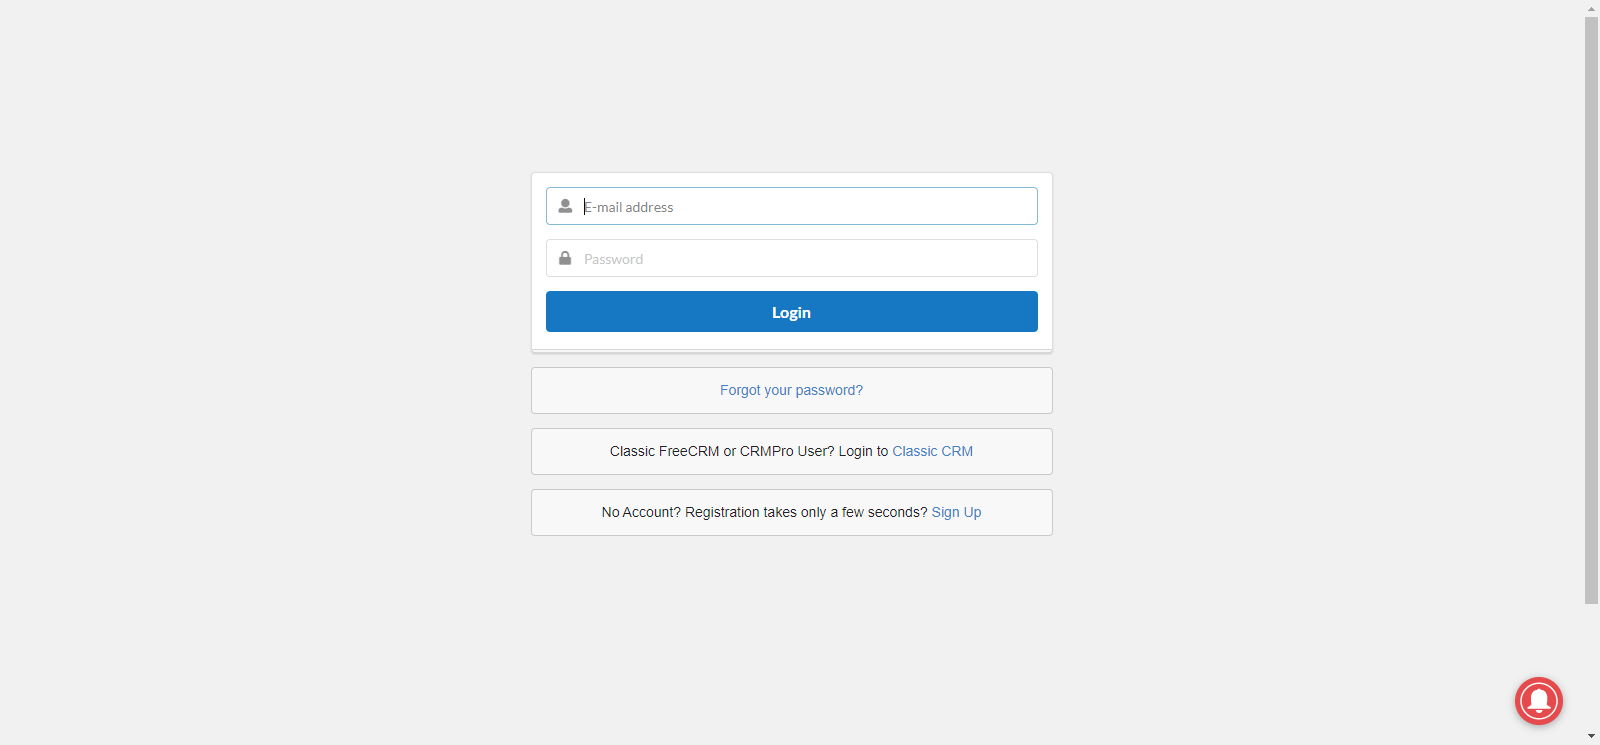 E-mail address
Password
Login
Forgot your password?
Classic FreeCRM or CRMPro User? Login to Classic CRM
No Account? Registration takes only a few seconds? Sign Up